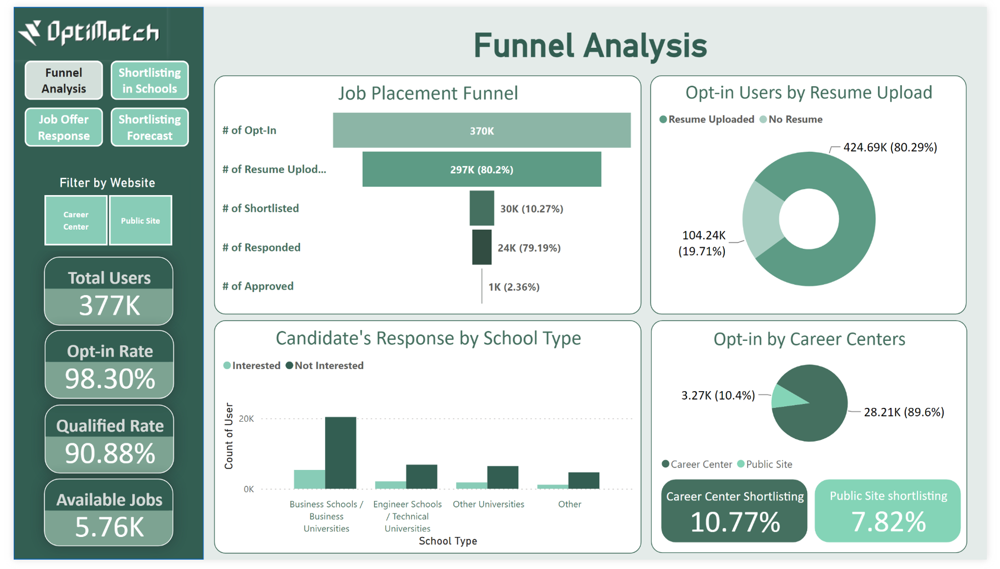 OptiMatch
Funnel
Analysis
Shortlisting
in Schools
Job Offer
Response
Shortlisting
Forecast
Filter by Website
Career
Center
Public Site
Total Users
377K
Opt-in Rate
98.30%
Qualified Rate
90.88%
Available Jobs
5.76K
Funnel Analysis
Job Placement Funnel
# of Opt-In
370K
# of Resume Uplod...
297K (80.2%)
# of Shortlisted
30K (10.27%)
# of Responded
24K (79.19%)
# of Approved
1K (2.36%)
Opt-in Users by Resume Upload
Resume Uploaded
No Resume
424.69K (80.29%)
104.24K
(19.71%)
Candidate's Response by School Type
Interested
Not Interested
Count of User
20K
0K
Business Schools /
Business
Universities
Engineer Schools
/ Technical
Universities
Other Universities
Other
School Type
Opt-in by Career Centers
3.27K (10.4%)
28.21K (89.6%)
Career Center
Public Site
Career Center Shortlisting
10.77%
Public Site shortlisting
7.82%